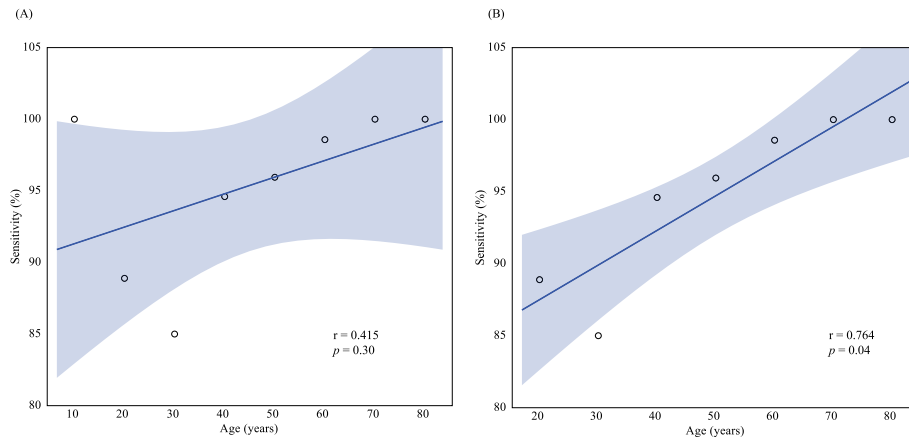 (A)
(B)
105
100
95
90
85
80
Sensitivity (%)
r = 0.415
p = 0.30
10 20 30 40 50 60 70 80
Age (years)
105
100
95
90
85
80
Sensitivity (%)
r = 0.764
p = 0.04
20 30 40 50 60 70 80
Age (years)